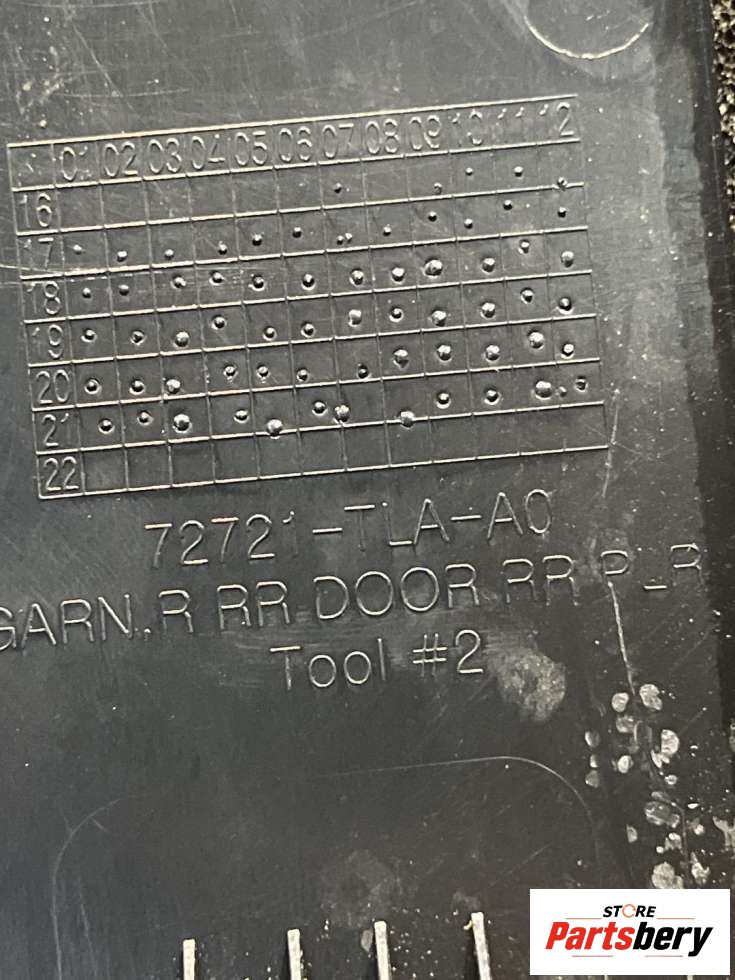 01 02 03 04 05 06 07 08 09 10 11 12
16
17
18
19
20
21
22
72721-TLA-A0
GARN.R RR DOOR RR P_R
Tool #2
STORE
Partsbery